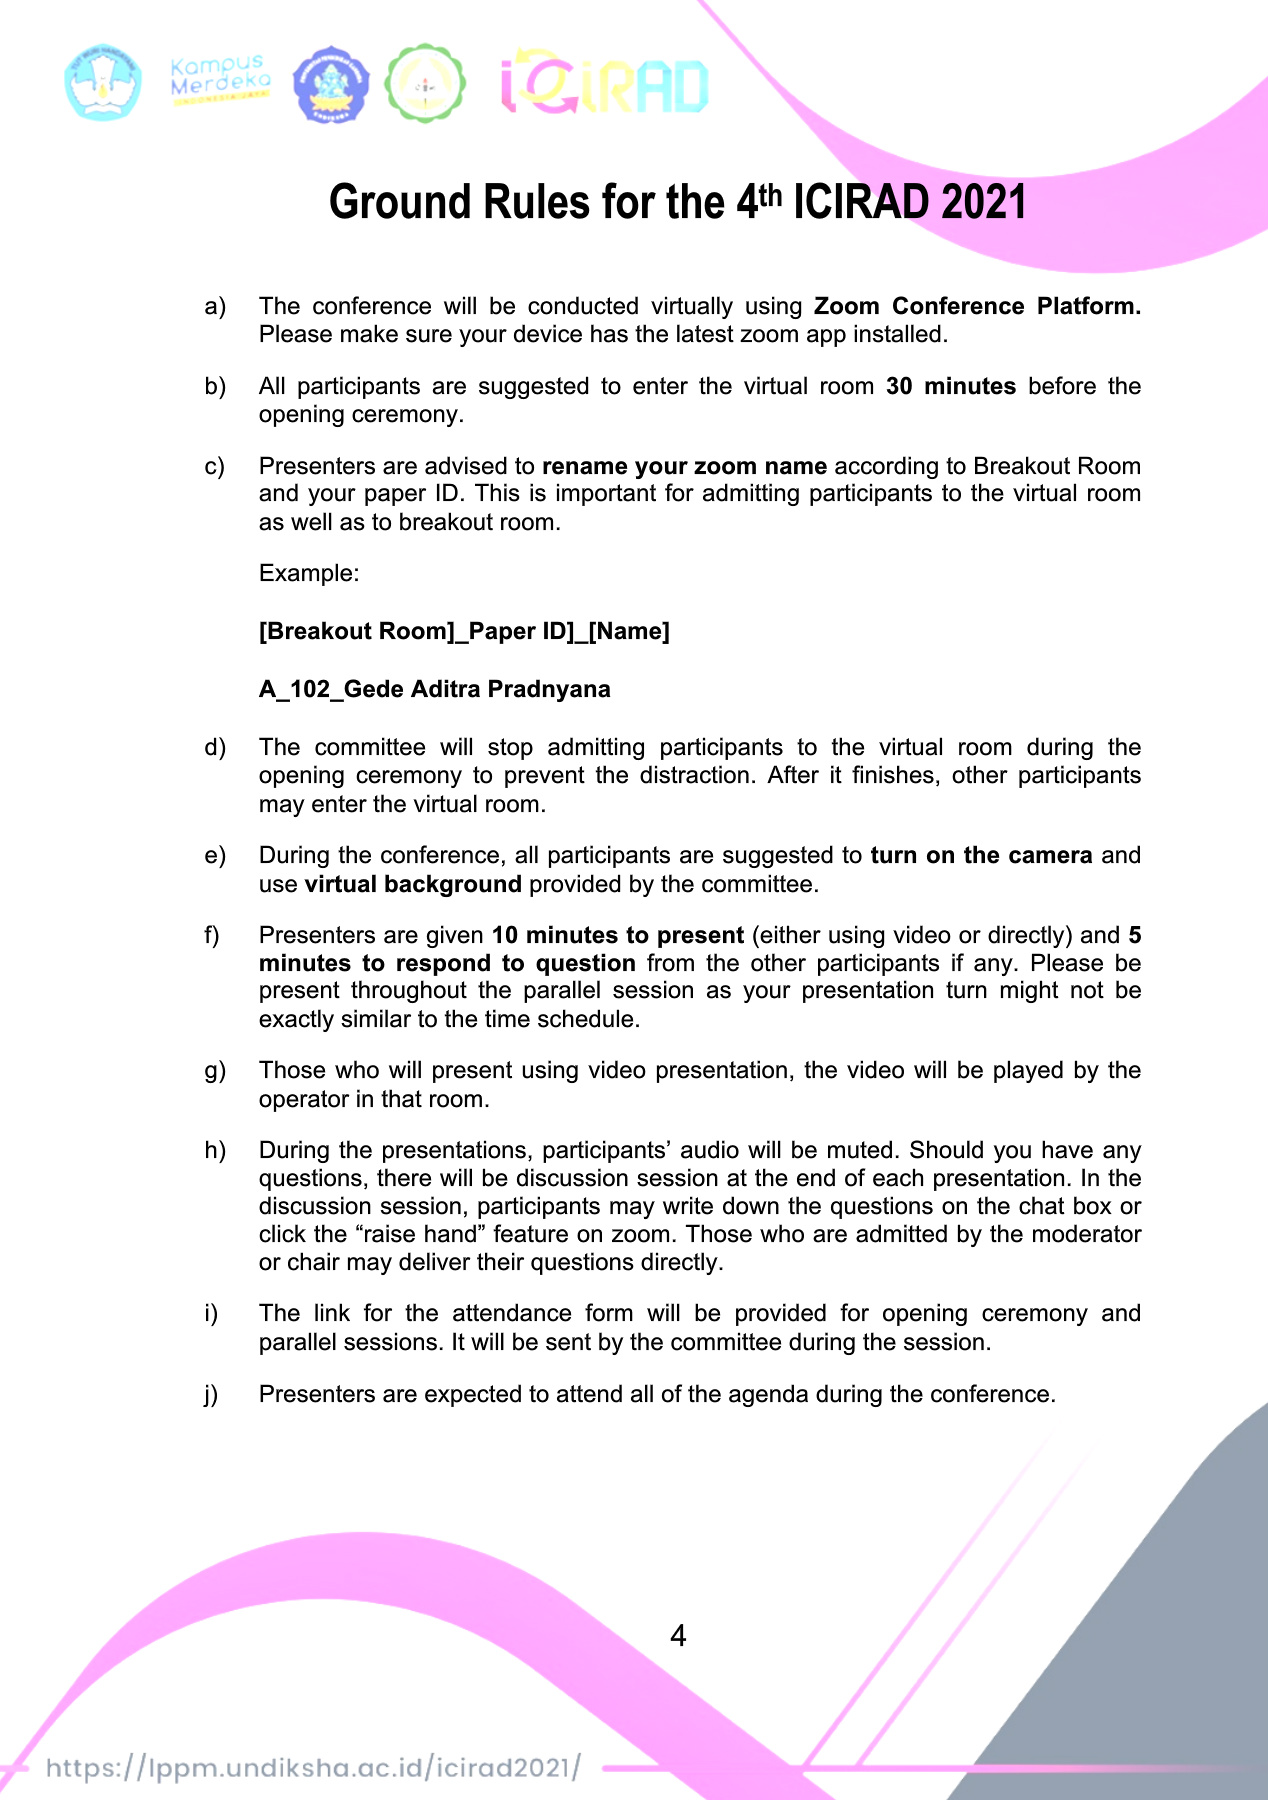 Kampus
Merdeka
INDONESIA JAYA
iCiRAD
Ground Rules for the 4th ICIRAD 2021
a) The conference will be conducted virtually using Zoom Conference Platform.
Please make sure your device has the latest zoom app installed.
b) All participants are suggested to enter the virtual room 30 minutes before the
opening ceremony.
c) Presenters are advised to rename your zoom name according to Breakout Room
and your paper ID. This is important for admitting participants to the virtual room
as well as to breakout room.
Example:
[Breakout Room]_Paper ID]_[Name]
A_102_Gede Aditra Pradnyana
d) The committee will stop admitting participants to the virtual room during the
opening ceremony to prevent the distraction. After it finishes, other participants
may enter the virtual room.
e) During the conference, all participants are suggested to turn on the camera and
use virtual background provided by the committee.
f) Presenters are given 10 minutes to present (either using video or directly) and 5
minutes to respond to question from the other participants if any. Please be
present throughout the parallel session as your presentation turn might not be
exactly similar to the time schedule.
g) Those who will present using video presentation, the video will be played by the
operator in that room.
h) During the presentations, participants’ audio will be muted. Should you have any
questions, there will be discussion session at the end of each presentation. In the
discussion session, participants may write down the questions on the chat box or
click the “raise hand” feature on zoom. Those who are admitted by the moderator
or chair may deliver their questions directly.
i) The link for the attendance form will be provided for opening ceremony and
parallel sessions. It will be sent by the committee during the session.
j) Presenters are expected to attend all of the agenda during the conference.
4
https://lppm.undiksha.ac.id/icirad2021/